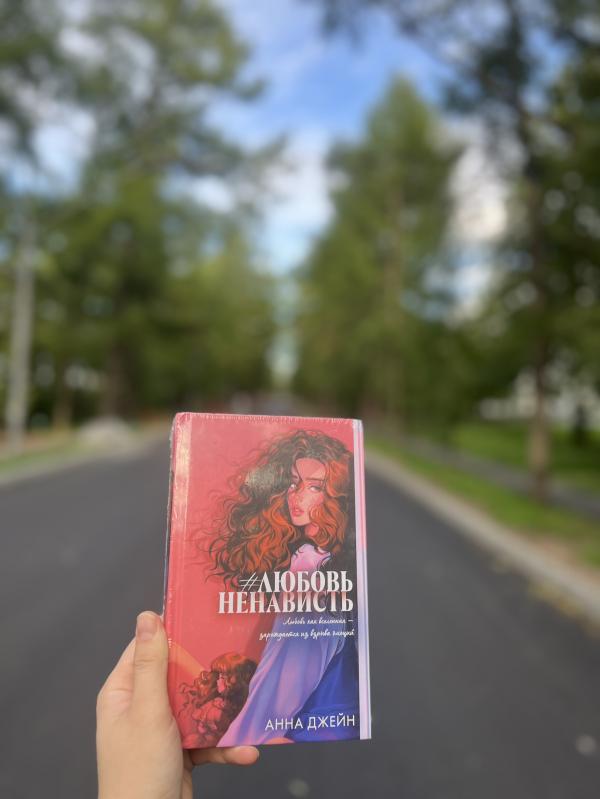 #ЛЮБОВЬ
НЕНАВИСТЬ
Любовь как вселенная –
зарождается из взрыва эмоций
АННА ДЖЕЙН